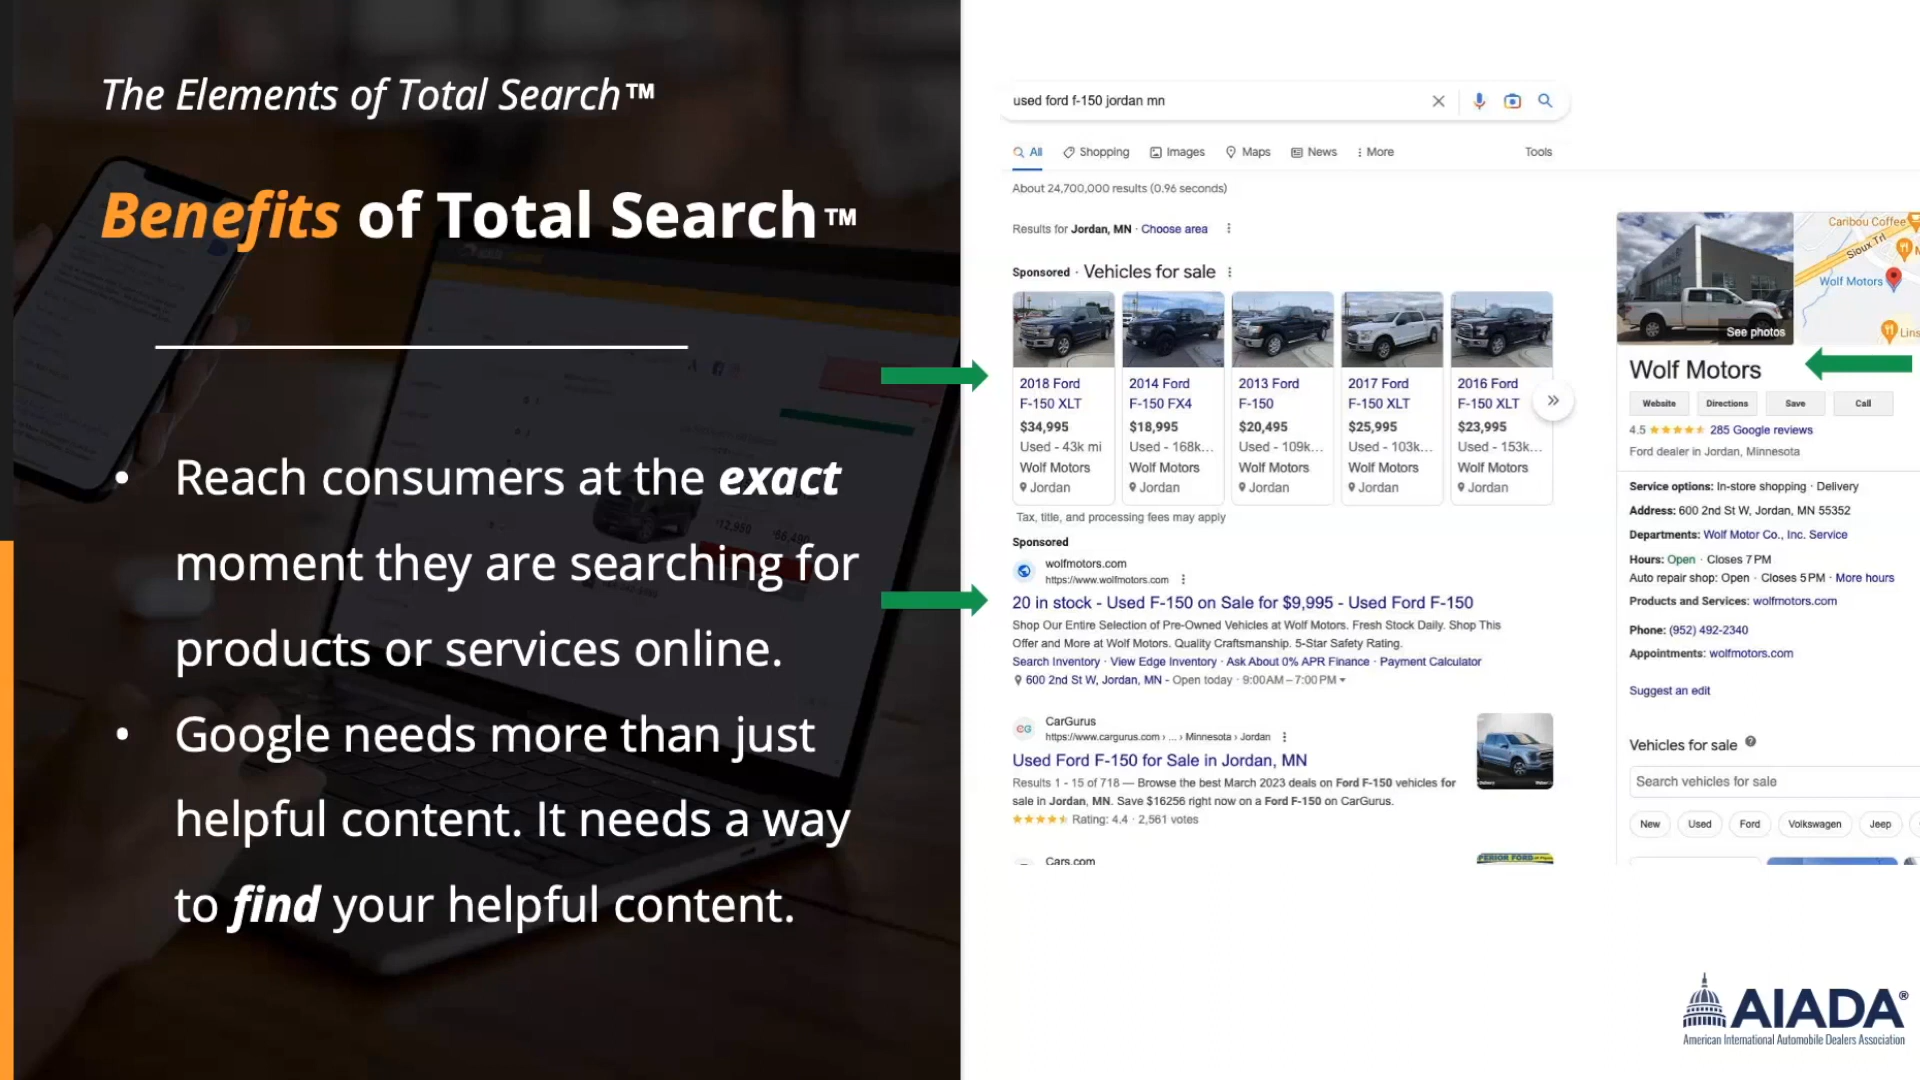 The Elements of Total Search™
Benefits of Total Search™
• Reach consumers at the exact
moment they are searching for
products or services online.
• Google needs more than just
helpful content. It needs a way
to find your helpful content.
used ford f-150 jordan mn
All Shopping Images Maps News More Tools
About 24,700,000 results (0.96 seconds)
Results for Jordan, MN · Choose area
Sponsored · Vehicles for sale
2018 Ford
F-150 XLT
$34,995
Used - 43k mi
Wolf Motors
Jordan
2014 Ford
F-150 FX4
$18,995
Used - 168k...
Wolf Motors
Jordan
2013 Ford
F-150
$20,495
Used - 109k...
Wolf Motors
Jordan
2017 Ford
F-150 XLT
$25,995
Used - 103k...
Wolf Motors
Jordan
2016 Ford
F-150 XLT
$23,995
Used - 153k...
Wolf Motors
Jordan
Tax, title, and processing fees may apply
Sponsored
wolfmotors.com
https://www.wolfmotors.com
20 in stock - Used F-150 on Sale for $9,995 - Used Ford F-150
Shop Our Entire Selection of Pre-Owned Vehicles at Wolf Motors. Fresh Stock Daily. Shop This
Offer and More at Wolf Motors. Quality Craftsmanship. 5-Star Safety Rating.
Search Inventory · View Edge Inventory · Ask About 0% APR Finance · Payment Calculator
600 2nd St W, Jordan, MN - Open today · 9:00AM – 7:00PM
CG
CarGurus
https://www.cargurus.com › ... › Minnesota › Jordan
Used Ford F-150 for Sale in Jordan, MN
Results 1 - 15 of 718 — Browse the best March 2023 deals on Ford F-150 vehicles for
sale in Jordan, MN. Save $16256 right now on a Ford F-150 on CarGurus.
Rating: 4.4 · 2,561 votes
Cars.com
See photos
Caribou Coffee
Sioux Trl
Wolf Motors
Wolf Motors
Website Directions Save Call
4.5 285 Google reviews
Ford dealer in Jordan, Minnesota
Service options: In-store shopping · Delivery
Address: 600 2nd St W, Jordan, MN 55352
Departments: Wolf Motor Co., Inc. Service
Hours: Open · Closes 7 PM
Auto repair shop: Open · Closes 5 PM · More hours
Products and Services: wolfmotors.com
Phone: (952) 492-2340
Appointments: wolfmotors.com
Suggest an edit
Vehicles for sale
Search vehicles for sale
New Used Ford Volkswagen Jeep
AIADA®
American International Automobile Dealers Association